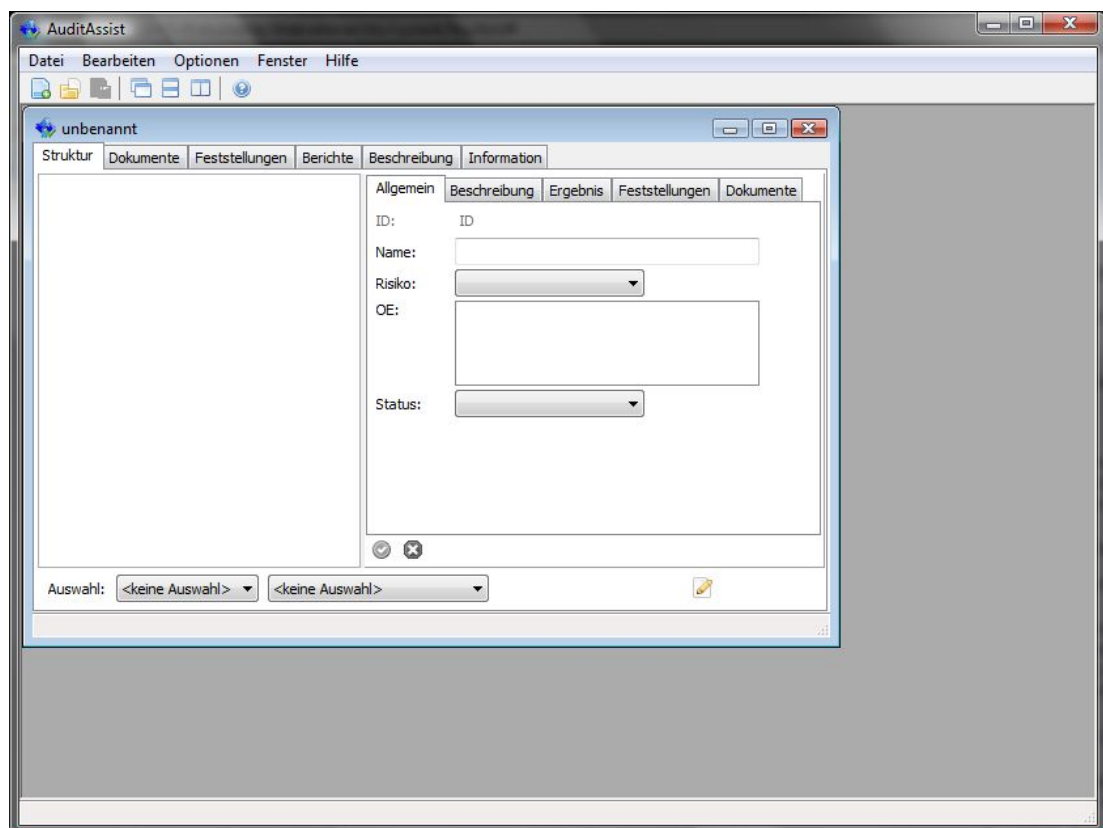 AuditAssist
Datei Bearbeiten Optionen Fenster Hilfe
unbenannt
Struktur Dokumente Feststellungen Berichte Beschreibung Information
Allgemein Beschreibung Ergebnis Feststellungen Dokumente
ID: ID
Name:
Risiko:
OE:
Status:
Auswahl: <keine Auswahl> <keine Auswahl>